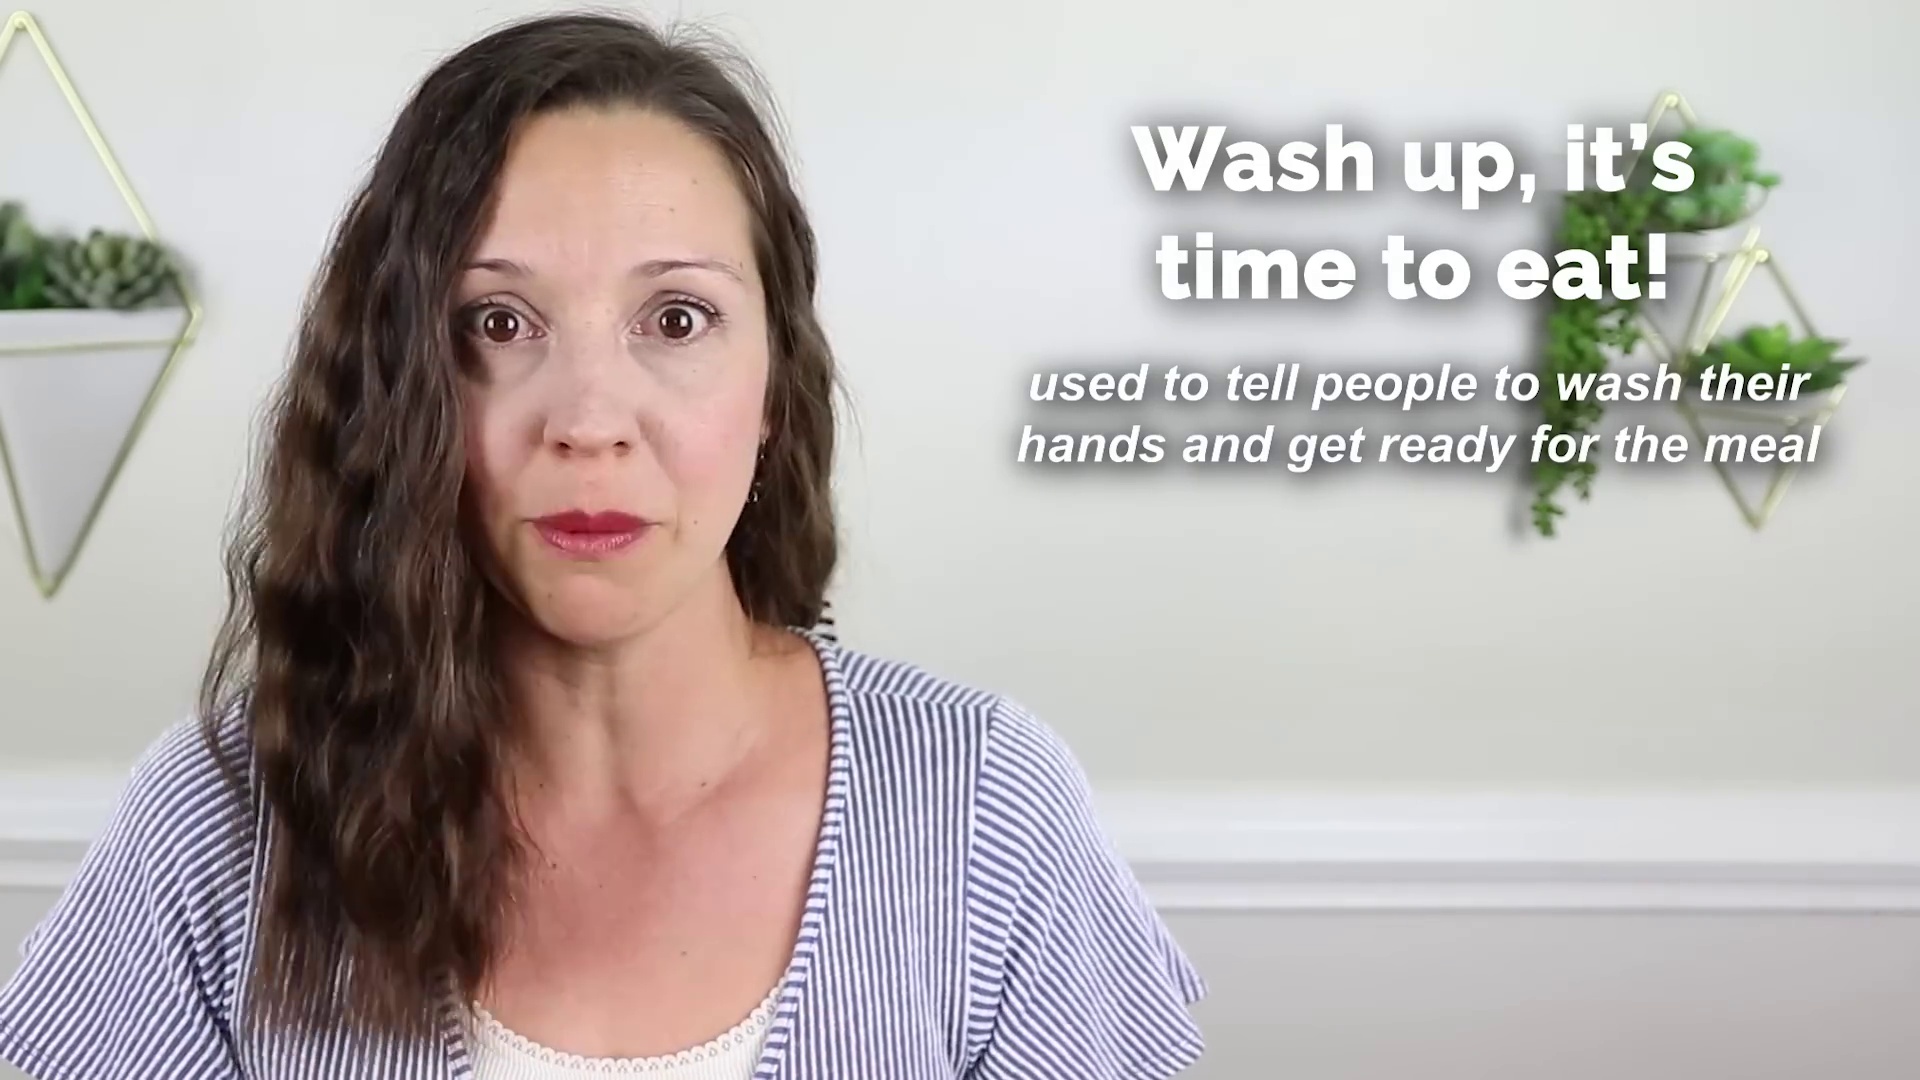 Wash up, it’s
time to eat!
used to tell people to wash their
hands and get ready for the meal